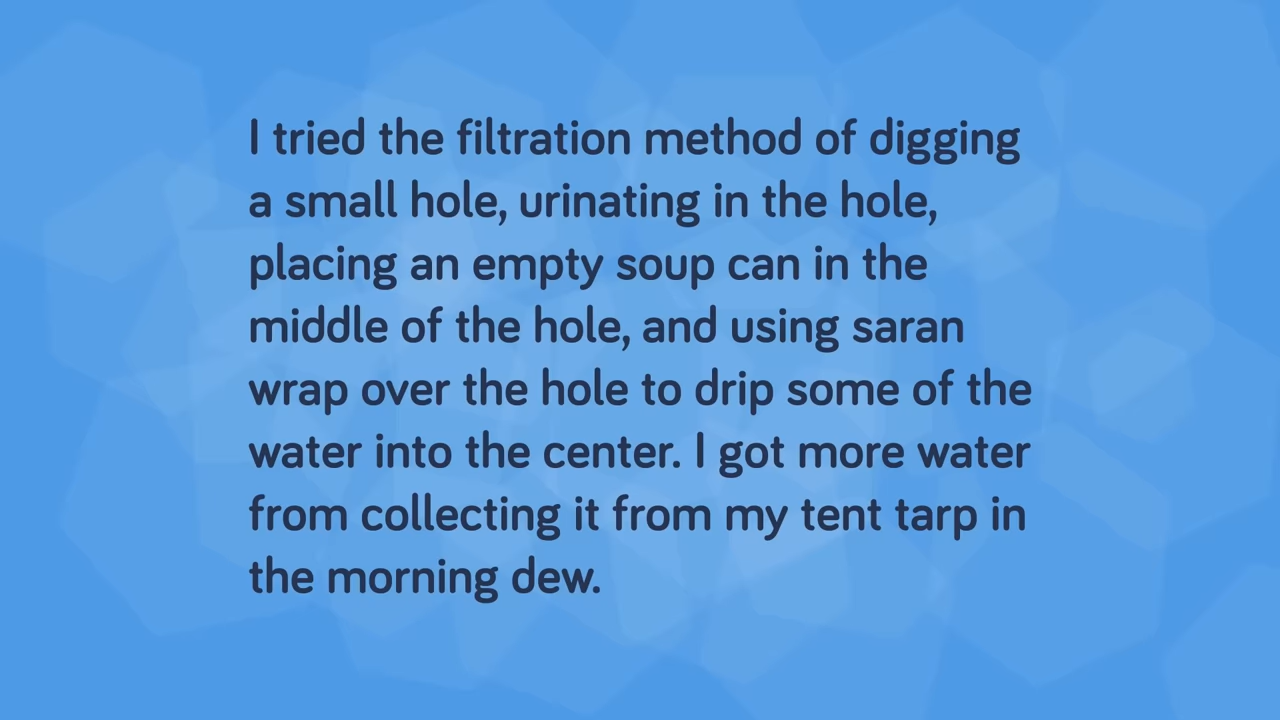 I tried the filtration method of digging
a small hole, urinating in the hole,
placing an empty soup can in the
middle of the hole, and using saran
wrap over the hole to drip some of the
water into the center. I got more water
from collecting it from my tent tarp in
the morning dew.